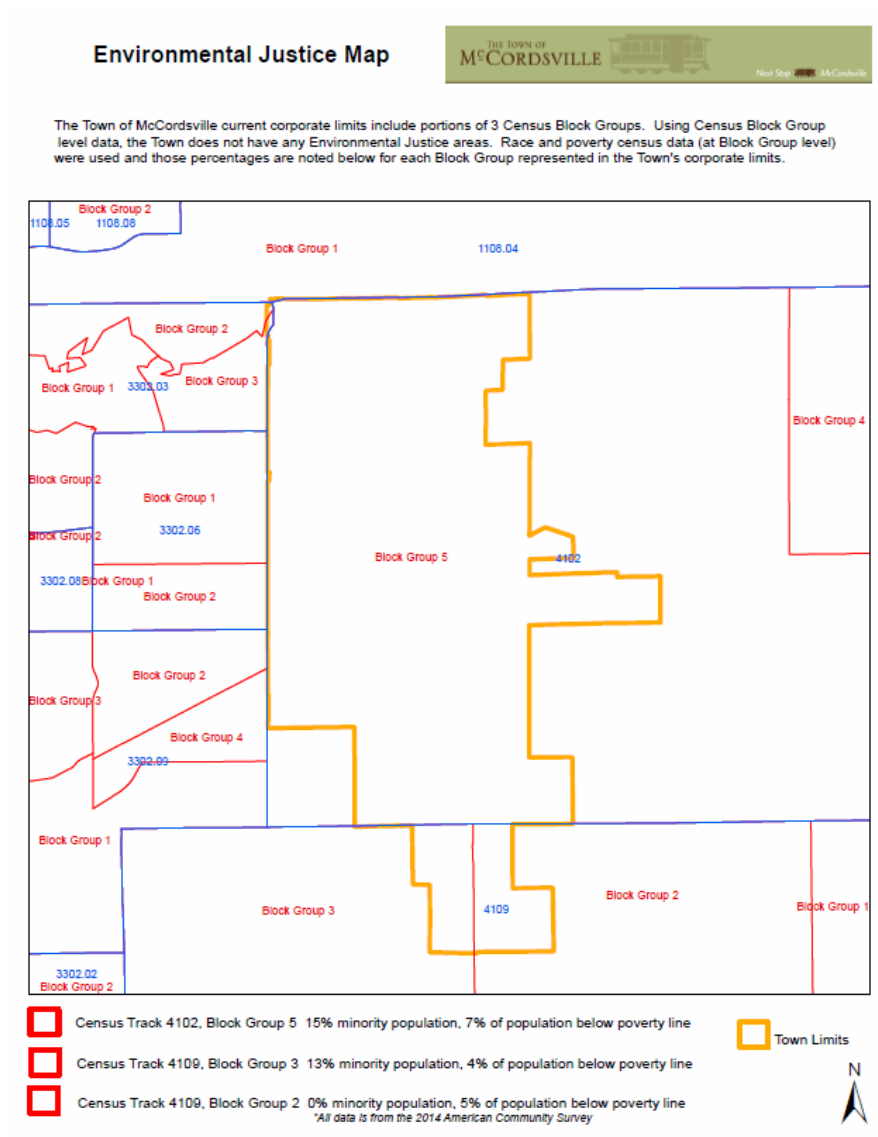 Environmental Justice Map
THE TOWN OF
McCORDSVILLE
Next Stop McCordsville
The Town of McCordsville current corporate limits include portions of 3 Census Block Groups. Using Census Block Group
level data, the Town does not have any Environmental Justice areas. Race and poverty census data (at Block Group level)
were used and those percentages are noted below for each Block Group represented in the Town's corporate limits.
Block Group 2
1108.05 1108.08
Block Group 1 1108.04
Block Group 2
Block Group 1 3302.03 Block Group 3
Block Group 4
Block Group 2
Block Group 1
3302.06
Block Group 2
Block Group 5 4102
3302.08 Block Group 1
Block Group 2
Block Group 2
Block Group 3
Block Group 4
3302.09
Block Group 1
Block Group 2
Block Group 3 4109 Block Group 1
3302.02
Block Group 2
Census Track 4102, Block Group 5 15% minority population, 7% of population below poverty line
Town Limits
Census Track 4109, Block Group 3 13% minority population, 4% of population below poverty line
N
Census Track 4109, Block Group 2 0% minority population, 5% of population below poverty line
*All data is from the 2014 American Community Survey